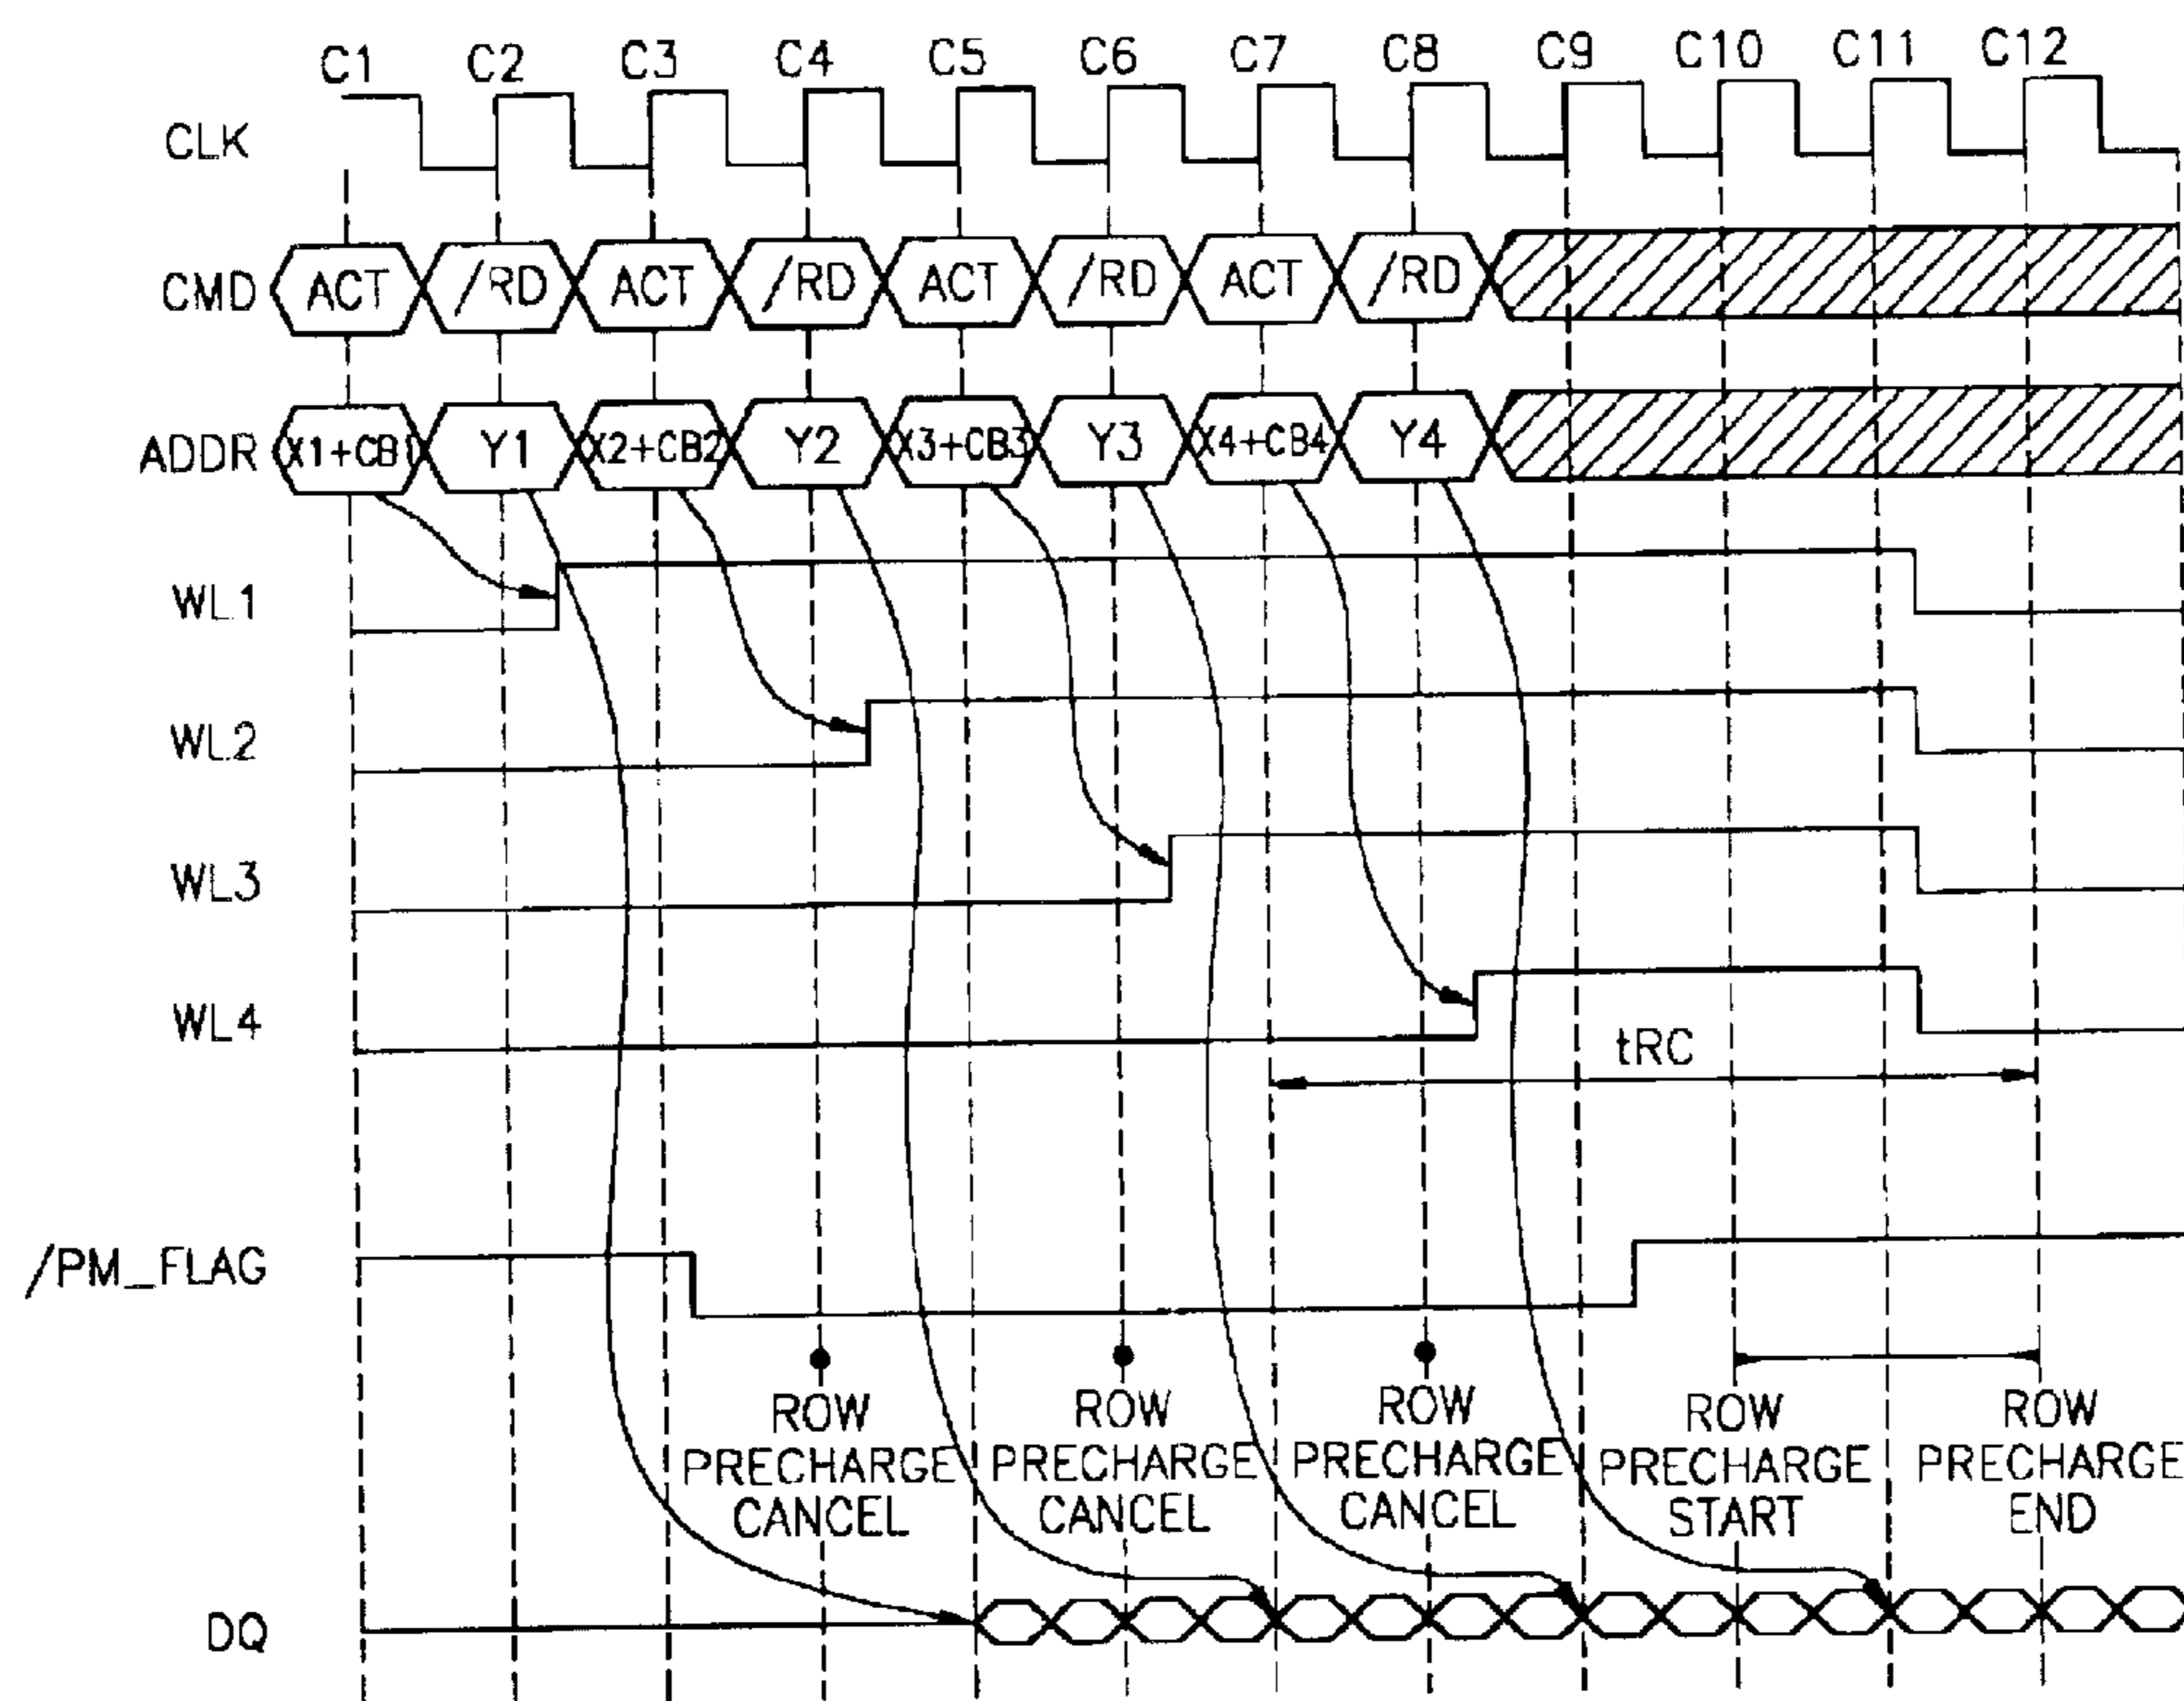 C1 C2 C3 C4 C5 C6 C7 C8 C9 C10 C11 C12
CLK
CMD ACT /RD ACT /RD ACT /RD ACT /RD
ADDR X1+CB1 Y1 X2+CB2 Y2 X3+CB3 Y3 X4+CB4 Y4
WL1
WL2
WL3
WL4
tRC
/PM_FLAG
ROW PRECHARGE CANCEL
ROW PRECHARGE CANCEL
ROW PRECHARGE CANCEL
ROW PRECHARGE START
ROW PRECHARGE END
DQ